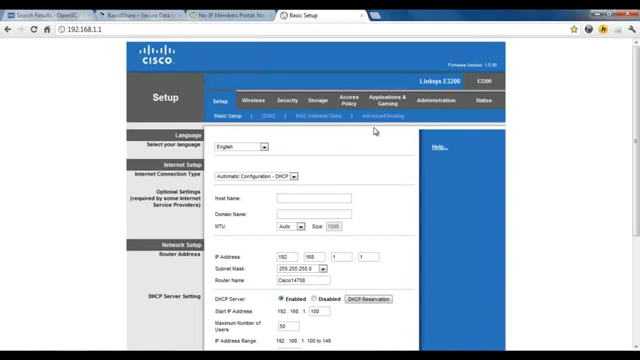 Search Results - OpenSC
RapidShare – Secure Data L
No-IP Members Portal: No
Basic Setup
192.168.1.1
CISCO
Firmware Version: 1.0.00
Linksys E3200
E3200
Setup
Setup
Wireless
Security
Storage
Access Policy
Applications & Gaming
Administration
Status
Basic Setup
DDNS
MAC Address Clone
Advanced Routing
Language
Select your language
English
Help...
Internet Setup
Internet Connection Type
Automatic Configuration - DHCP
Optional Settings
(required by some Internet
Service Providers)
Host Name:
Domain Name:
MTU:
Auto
Size:
1500
Network Setup
Router Address
IP Address:
192
168
1
1
Subnet Mask:
255.255.255.0
Router Name:
Cisco14708
DHCP Server Setting
DHCP Server:
Enabled
Disabled
DHCP Reservation
Start IP Address:
192 . 168 . 1.
100
Maximum Number of Users:
50
IP Address Range:
192 . 168 . 1. 100 to 149